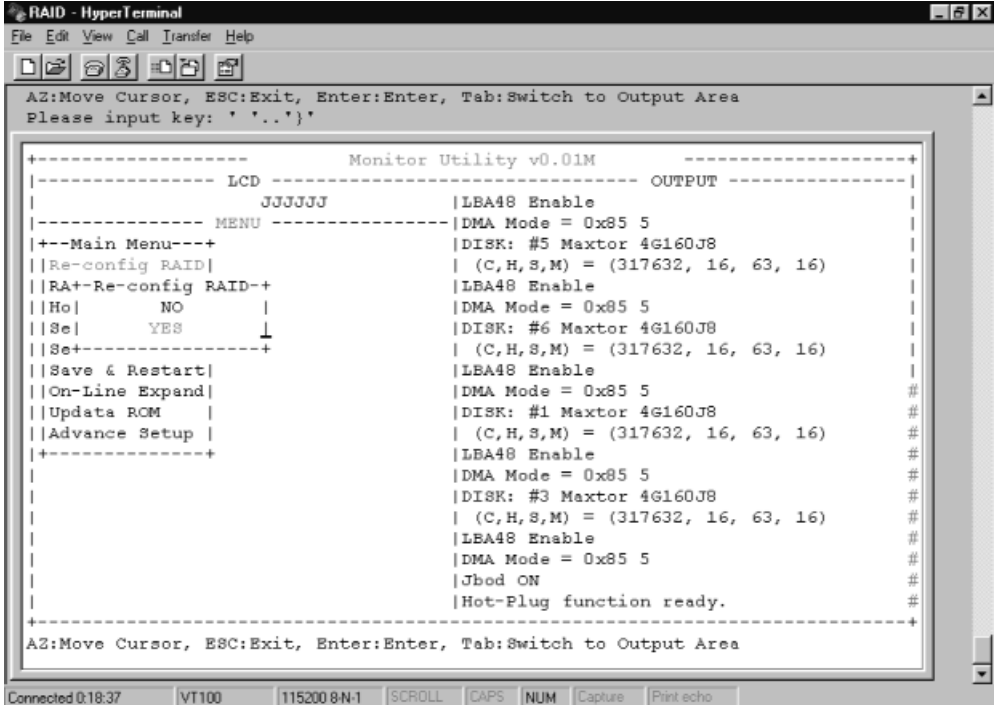 RAID - HyperTerminal
File Edit View Call Transfer Help
AZ:Move Cursor, ESC:Exit, Enter:Enter, Tab:Switch to Output Area
Please input key: ' '..'}'
+------------------- Monitor Utility v0.01M --------------------+
|---------------- LCD --------------------------------- OUTPUT ----------------|
| JJJJJJ |LBA48 Enable |
|--------------- MENU ----------------|DMA Mode = 0x85 5 |
|+--Main Menu---+ |DISK: #5 Maxtor 4G160J8 |
||Re-config RAID| | (C,H,S,M) = (317632, 16, 63, 16) |
||RA+-Re-config RAID-+ |LBA48 Enable |
||Ho| NO | |DMA Mode = 0x85 5 |
||Se| YES | |DISK: #6 Maxtor 4G160J8 |
||Se+----------------+ | (C,H,S,M) = (317632, 16, 63, 16) |
||Save & Restart| |LBA48 Enable |
||On-Line Expand| |DMA Mode = 0x85 5 #
||Updata ROM | |DISK: #1 Maxtor 4G160J8 #
||Advance Setup | | (C,H,S,M) = (317632, 16, 63, 16) #
|+--------------+ |LBA48 Enable #
| |DMA Mode = 0x85 5 #
| |DISK: #3 Maxtor 4G160J8 #
| | (C,H,S,M) = (317632, 16, 63, 16) #
| |LBA48 Enable #
| |DMA Mode = 0x85 5 #
| |Jbod ON #
| |Hot-Plug function ready. #
+------------------------------------------------------------------------------+
AZ:Move Cursor, ESC:Exit, Enter:Enter, Tab:Switch to Output Area
Connected 0:18:37 VT100 115200 8-N-1 SCROLL CAPS NUM Capture Print echo